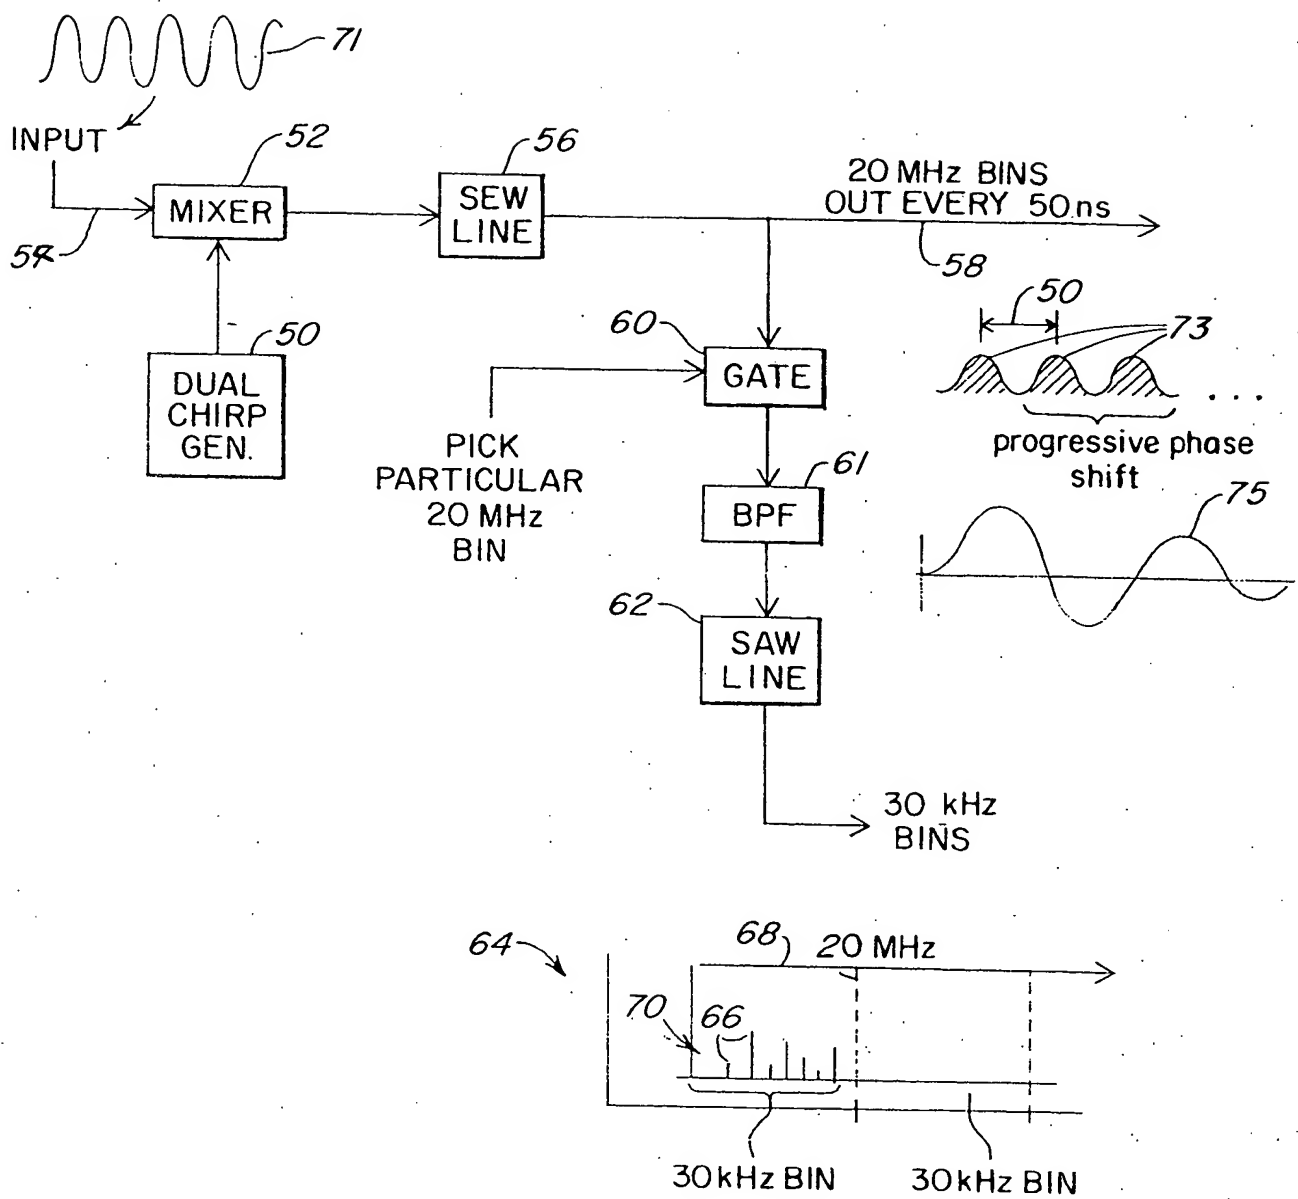 71
INPUT
52
MIXER
54
56
SEW
LINE
20 MHz BINS
OUT EVERY 50 ns
58
50
DUAL
CHIRP
GEN.
60
GATE
PICK
PARTICULAR
20 MHz
BIN
61
BPF
62
SAW
LINE
30 kHz
BINS
50
73
. . .
progressive phase
shift
75
64
68
20 MHz
70
66
30kHz BIN
30kHz BIN